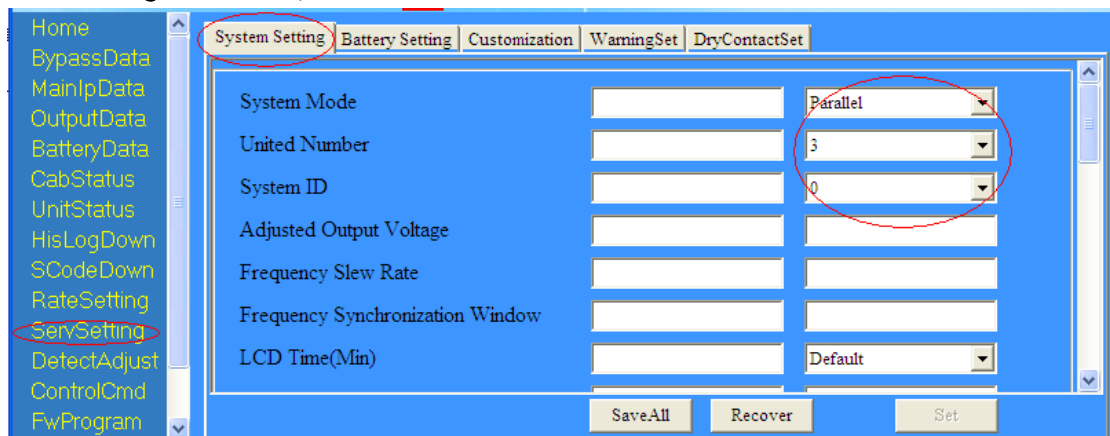 Home
BypassData
MainIpData
OutputData
BatteryData
CabStatus
UnitStatus
HisLogDown
SCodeDown
RateSetting
ServSetting
DetectAdjust
ControlCmd
FwProgram
System Setting Battery Setting Customization WarningSet DryContactSet
System Mode Parallel
United Number 3
System ID 0
Adjusted Output Voltage
Frequency Slew Rate
Frequency Synchronization Window
LCD Time(Min) Default
SaveAll Recover Set